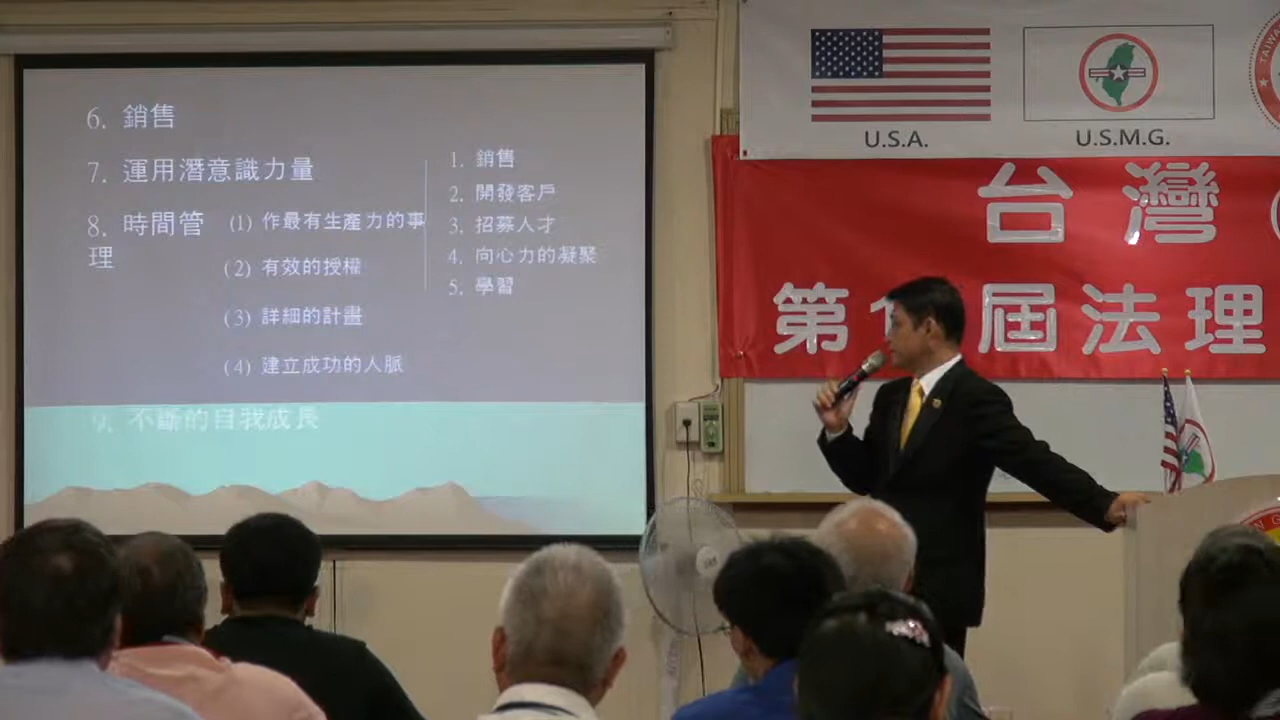 6. 銷售
7. 運用潛意識力量
8. 時間管理
(1) 作最有生產力的事
(2) 有效的授權
(3) 詳細的計畫
(4) 建立成功的人脈
9. 不斷的自我成長
1. 銷售
2. 開發客戶
3. 招募人才
4. 向心力的凝聚
5. 學習
U.S.A.
U.S.M.G.
TAIWA
台灣
第1 屆法理